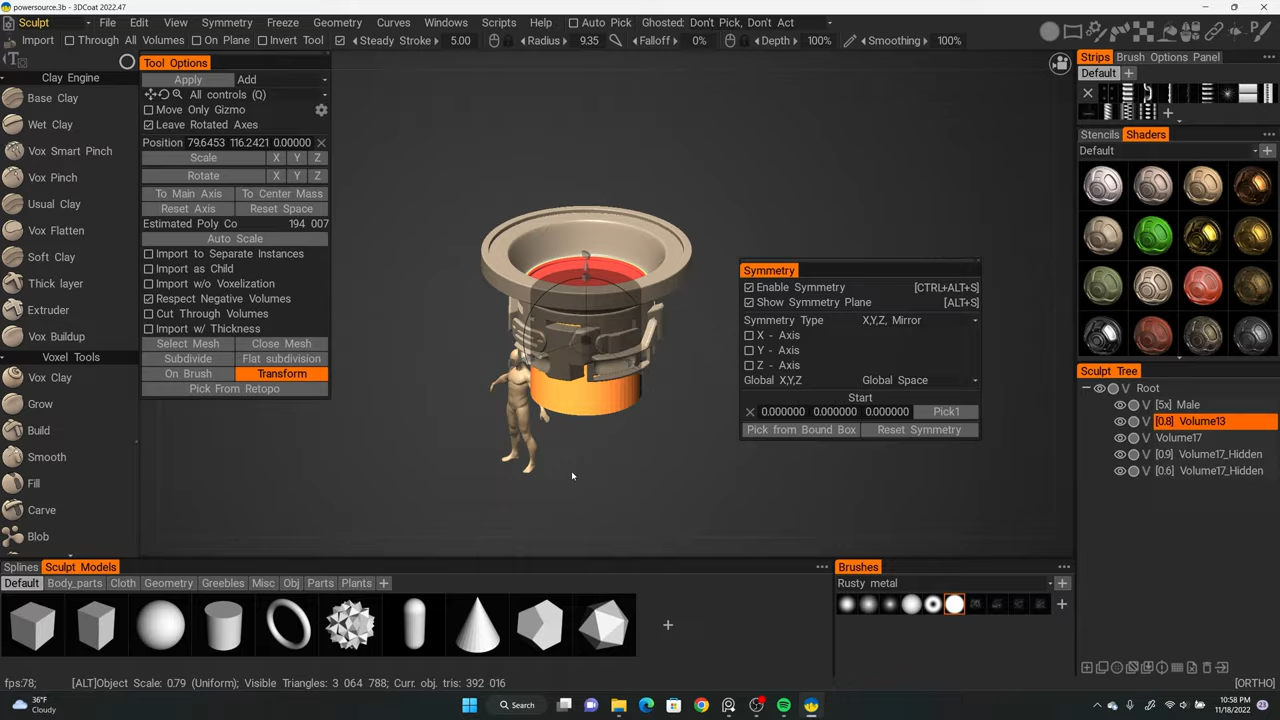 powersource.3b - 3DCoat 2022.47
Sculpt File Edit View Symmetry Freeze Geometry Curves Windows Scripts Help Auto Pick Ghosted: Don't Pick, Don't Act
Import Through All Volumes On Plane Invert Tool Steady Stroke 5.00 Radius 9.35 Falloff 0% Depth 100% Smoothing 100%
Clay Engine
Base Clay
Wet Clay
Vox Smart Pinch
Vox Pinch
Usual Clay
Vox Flatten
Soft Clay
Thick layer
Extruder
Vox Buildup
Voxel Tools
Vox Clay
Grow
Build
Smooth
Fill
Carve
Blob
Tool Options
Apply Add
All controls (Q)
Move Only Gizmo
Leave Rotated Axes
Position 79.6453 116.2421 0.00000
Scale X Y Z
Rotate X Y Z
To Main Axis To Center Mass
Reset Axis Reset Space
Estimated Poly Co 194 007
Auto Scale
Import to Separate Instances
Import as Child
Import w/o Voxelization
Respect Negative Volumes
Cut Through Volumes
Import w/ Thickness
Select Mesh Close Mesh
Subdivide Flat subdivision
On Brush Transform
Pick From Retopo
Symmetry
Enable Symmetry [CTRL+ALT+S]
Show Symmetry Plane [ALT+S]
Symmetry Type X,Y,Z, Mirror
X - Axis
Y - Axis
Z - Axis
Global X,Y,Z Global Space
Start
0.000000 0.000000 0.000000 Pick1
Pick from Bound Box Reset Symmetry
Strips Brush Options Panel
Default
Stencils Shaders
Default
Sculpt Tree
Root
V [5x] Male
V [0.8] Volume13
V Volume17
V [0.9] Volume17_Hidden
V [0.6] Volume17_Hidden
Splines Sculpt Models
Default Body_parts Cloth Geometry Greebles Misc Obj Parts Plants
Brushes
Rusty metal
fps:78; [ALT]Object Scale: 0.79 (Uniform); Visible Triangles: 3 064 788; Curr. obj. tris: 392 016 [ORTHO]
36°F
Cloudy
Search
10:58 PM
11/18/2022